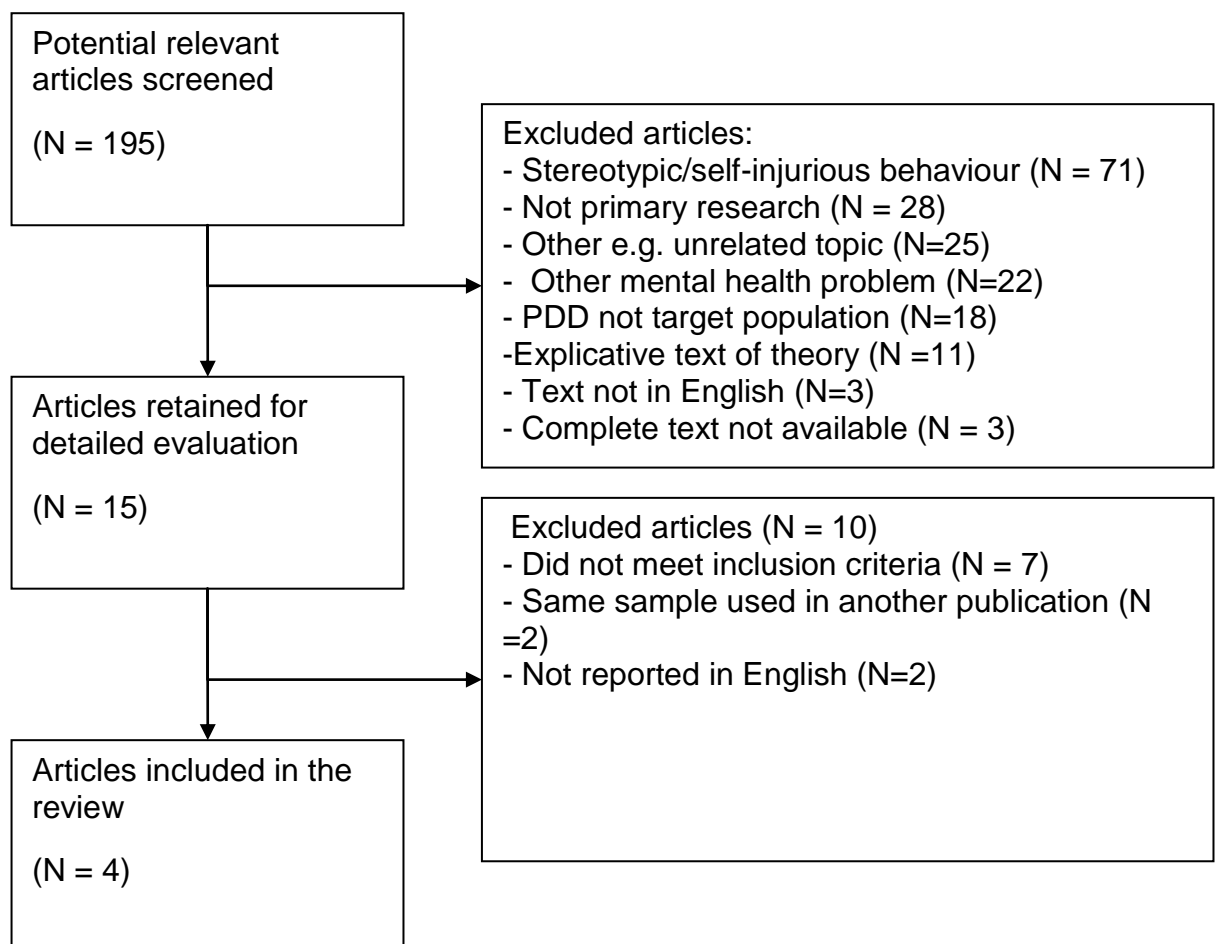 Potential relevant
articles screened
(N = 195)
Excluded articles:
- Stereotypic/self-injurious behaviour (N = 71)
- Not primary research (N = 28)
- Other e.g. unrelated topic (N=25)
-  Other mental health problem (N=22)
- PDD not target population (N=18)
-Explicative text of theory (N =11)
- Text not in English (N=3)
- Complete text not available (N = 3)
Articles retained for
detailed evaluation
(N = 15)
Excluded articles (N = 10)
- Did not meet inclusion criteria (N = 7)
- Same sample used in another publication (N
=2)
- Not reported in English (N=2)
Articles included in the
review
(N = 4)